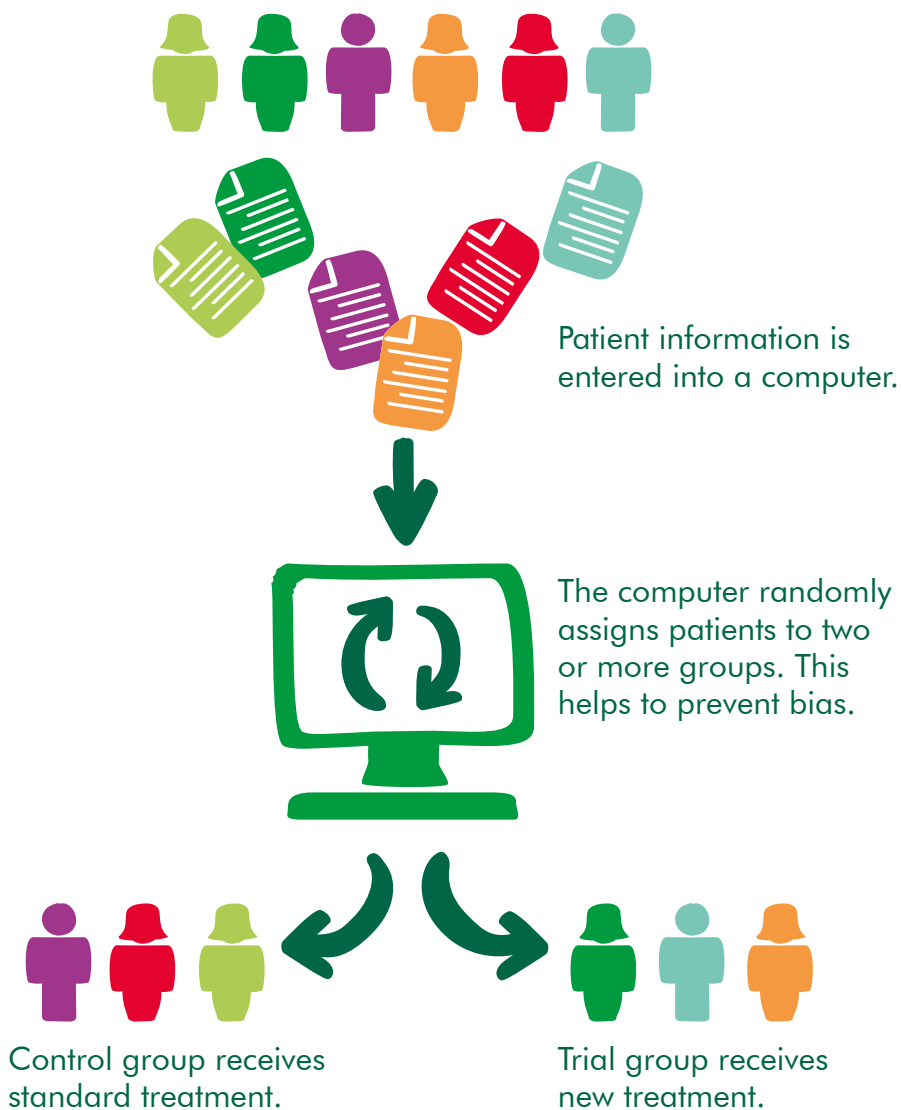 Patient information is
entered into a computer.
The computer randomly
assigns patients to two
or more groups. This
helps to prevent bias.
Control group receives
standard treatment.
Trial group receives
new treatment.